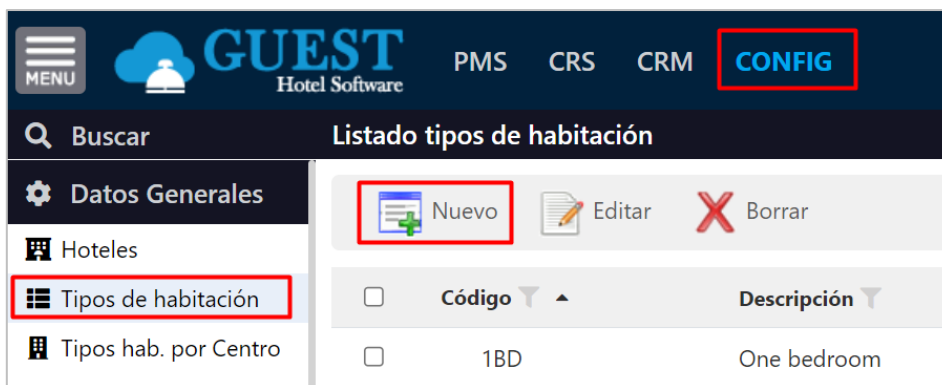 MENU
GUEST
Hotel Software
PMS CRS CRM CONFIG
Buscar
Listado tipos de habitación
Datos Generales
Nuevo Editar Borrar
Hoteles
Tipos de habitación
Código Descripción
Tipos hab. por Centro
1BD One bedroom